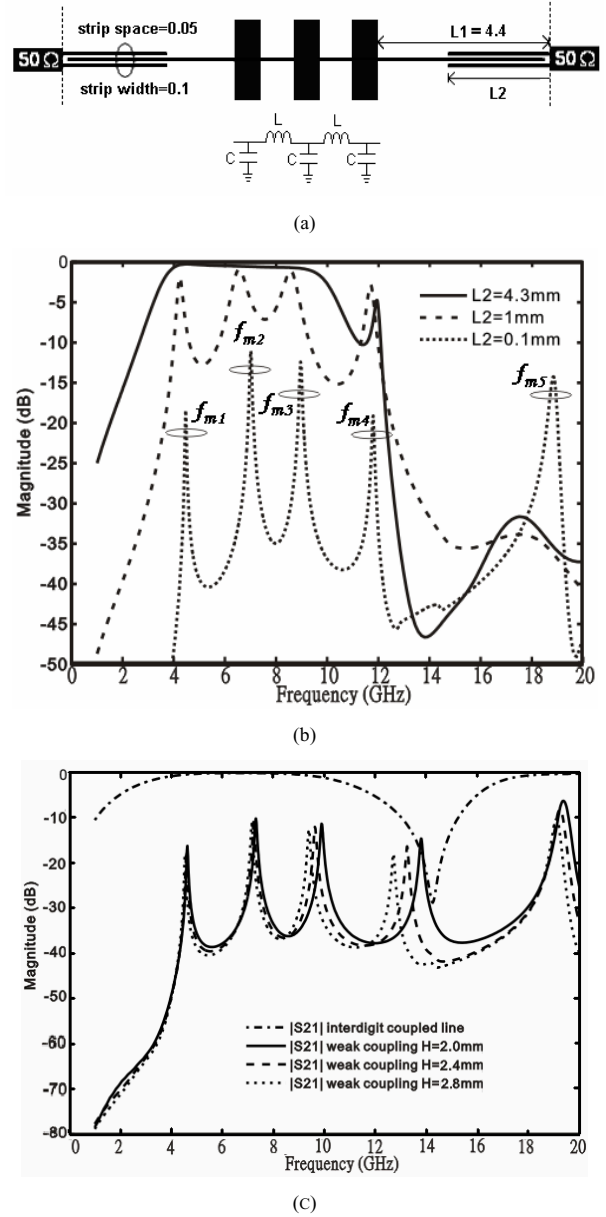 strip space=0.05
L1 = 4.4
50 Ω
50 Ω
strip width=0.1
L2
L
L
C
C
C
(a)
0
-5
-10
-15
-20
-25
-30
-35
-40
-45
-50
Magnitude (dB)
L2=4.3mm
L2=1mm
L2=0.1mm
fm1
fm2
fm3
fm4
fm5
0
2
4
6
8
10
12
14
16
18
20
Frequency (GHz)
(b)
0
-10
-20
-30
-40
-50
-60
-70
-80
Magnitude (dB)
|S21| interdigit coupled line
|S21| weak coupling H=2.0mm
|S21| weak coupling H=2.4mm
|S21| weak coupling H=2.8mm
0
2
4
6
8
10
12
14
16
18
20
Frequency (GHz)
(C)